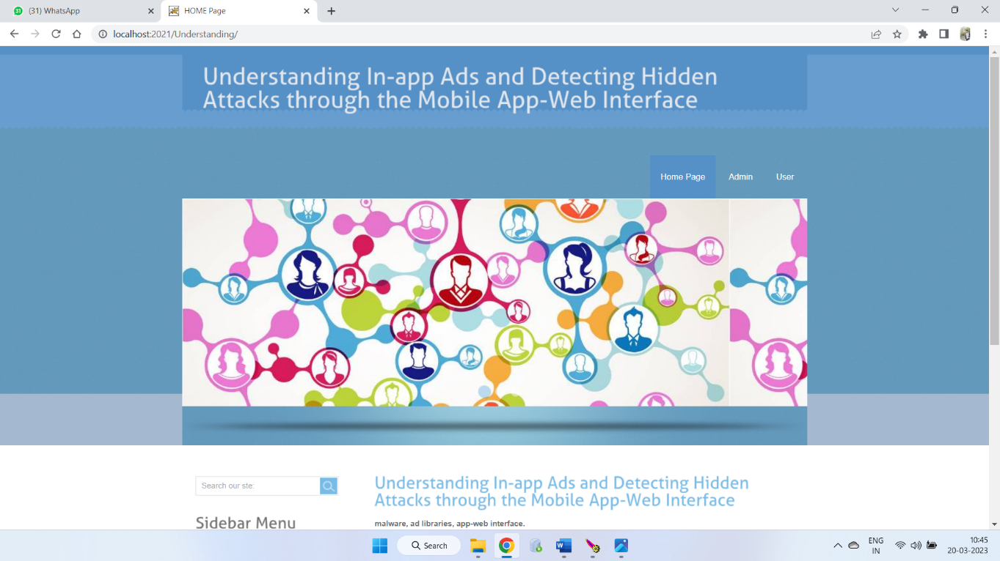 31 (31) WhatsApp
HOME Page
localhost:2021/Understanding/
Understanding In-app Ads and Detecting Hidden
Attacks through the Mobile App-Web Interface
Home Page
Admin
User
Search our ste:
Understanding In-app Ads and Detecting Hidden
Attacks through the Mobile App-Web Interface
Sidebar Menu
malware, ad libraries, app-web interface.
Search
ENG
IN
10:45
20-03-2023